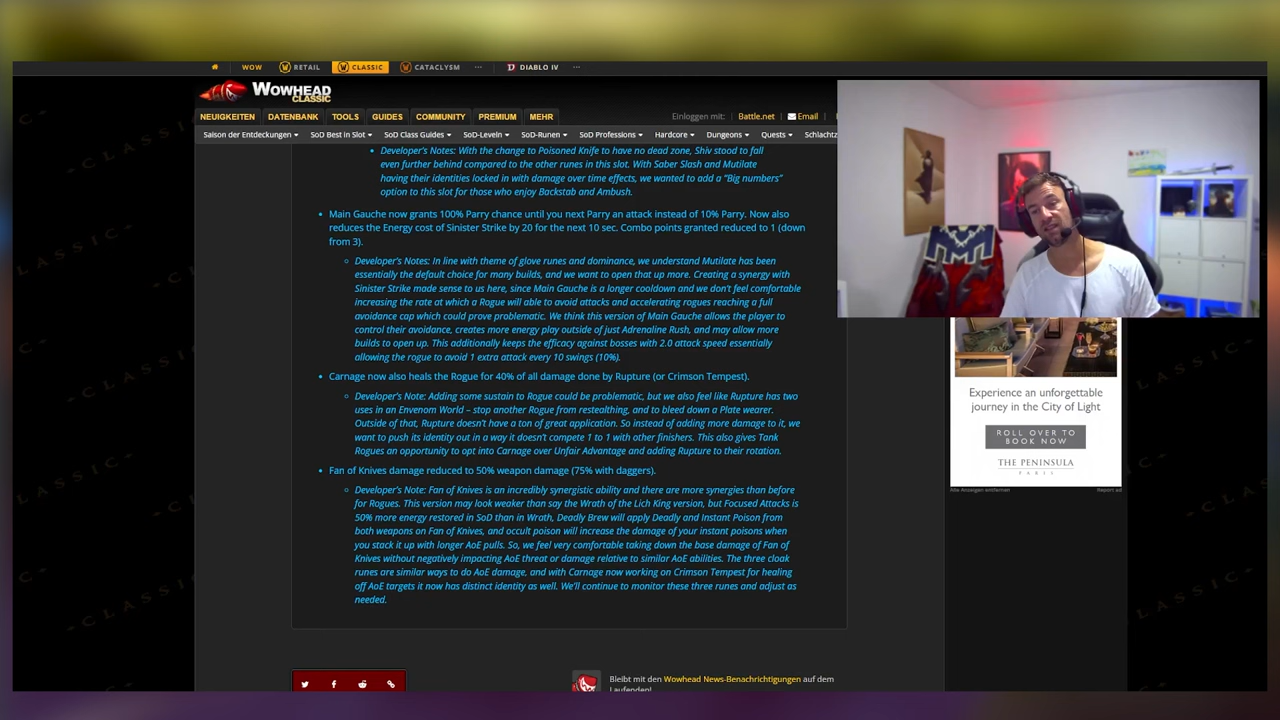 WOW
RETAIL
CLASSIC
CATACLYSM
DIABLO IV
WOWHEAD
CLASSIC
NEUIGKEITEN
DATENBANK
TOOLS
GUIDES
COMMUNITY
PREMIUM
MEHR
Einloggen mit:
Battle.net
Email
Saison der Entdeckungen
SoD Best in Slot
SoD Class Guides
SoD-Leveln
SoD-Runen
SoD Professions
Hardcore
Dungeons
Quests
Schlachtz
Developer's Notes: With the change to Poisoned Knife to have no dead zone, Shiv stood to fall
even further behind compared to the other runes in this slot. With Saber Slash and Mutilate
having their identities locked in with damage over time effects, we wanted to add a "Big numbers"
option to this slot for those who enjoy Backstab and Ambush.
Main Gauche now grants 100% Parry chance until you next Parry an attack instead of 10% Parry. Now also
reduces the Energy cost of Sinister Strike by 20 for the next 10 sec. Combo points granted reduced to 1 (down
from 3).
Developer's Notes: In line with theme of glove runes and dominance, we understand Mutilate has been
essentially the default choice for many builds, and we want to open that up more. Creating a synergy with
Sinister Strike made sense to us here, since Main Gauche is a longer cooldown and we don't feel comfortable
increasing the rate at which a Rogue will able to avoid attacks and accelerating rogues reaching a full
avoidance cap which could prove problematic. We think this version of Main Gauche allows the player to
control their avoidance, creates more energy play outside of just Adrenaline Rush, and may allow more
builds to open up. This additionally keeps the efficacy against bosses with 2.0 attack speed essentially
allowing the rogue to avoid 1 extra attack every 10 swings (10%).
Carnage now also heals the Rogue for 40% of all damage done by Rupture (or Crimson Tempest).
Developer's Note: Adding some sustain to Rogue could be problematic, but we also feel like Rupture has two
uses in an Envenom World – stop another Rogue from restealthing, and to bleed down a Plate wearer.
Outside of that, Rupture doesn't have a ton of great application. So instead of adding more damage to it, we
want to push its identity out in a way it doesn't compete 1 to 1 with other finishers. This also gives Tank
Rogues an opportunity to opt into Carnage over Unfair Advantage and adding Rupture to their rotation.
Fan of Knives damage reduced to 50% weapon damage (75% with daggers).
Developer's Note: Fan of Knives is an incredibly synergistic ability and there are more synergies than before
for Rogues. This version may look weaker than say the Wrath of the Lich King version, but Focused Attacks is
50% more energy restored in SoD than in Wrath, Deadly Brew will apply Deadly and Instant Poison from
both weapons on Fan of Knives, and occult poison will increase the damage of your instant poisons when
you stack it up with longer AoE pulls. So, we feel very comfortable taking down the base damage of Fan of
Knives without negatively impacting AoE threat or damage relative to similar AoE abilities. The three cloak
runes are similar ways to do AoE damage, and with Carnage now working on Crimson Tempest for healing
off AoE targets it now has distinct identity as well. We'll continue to monitor these three runes and adjust as
needed.
Experience an unforgettable
journey in the City of Light
ROLL OVER TO
BOOK NOW
THE PENINSULA
PARIS
Alle Anzeigen entfernen
Report ad
Bleibt mit den Wowhead News-Benachrichtigungen auf dem
Laufenden!